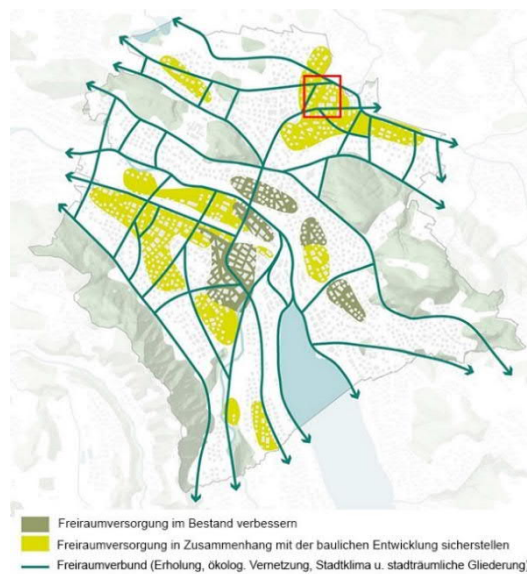 Freiraumversorgung im Bestand verbessern
Freiraumversorgung in Zusammenhang mit der baulichen Entwicklung sicherstellen
Freiraumverbund (Erholung, ökolog. Vernetzung, Stadtklima u. stadträumliche Gliederung)